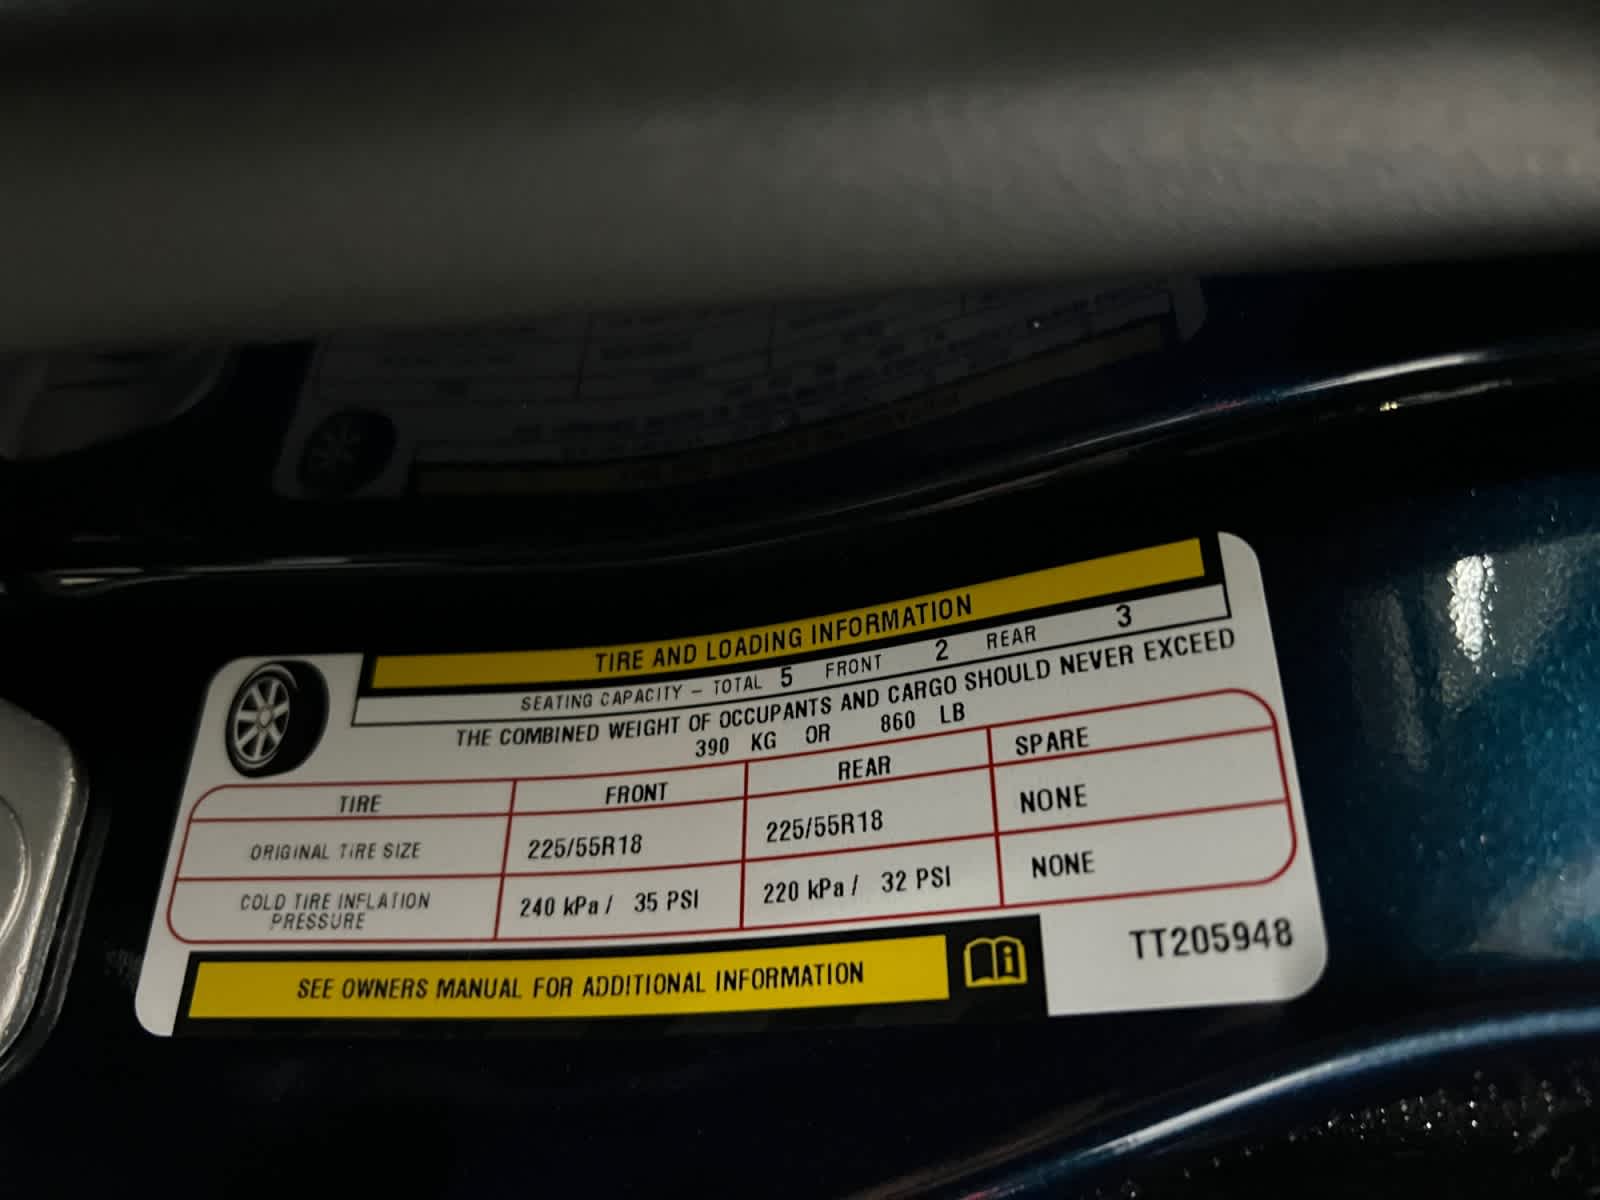 TIRE AND LOADING INFORMATION
SEATING CAPACITY – TOTAL 5 FRONT 2 REAR 3
THE COMBINED WEIGHT OF OCCUPANTS AND CARGO SHOULD NEVER EXCEED
390 KG OR 860 LB
TIRE FRONT REAR SPARE
ORIGINAL TIRE SIZE 225/55R18 225/55R18 NONE
COLD TIRE INFLATION
PRESSURE 240 kPa / 35 PSI 220 kPa / 32 PSI NONE
SEE OWNERS MANUAL FOR ADDITIONAL INFORMATION
TT205948